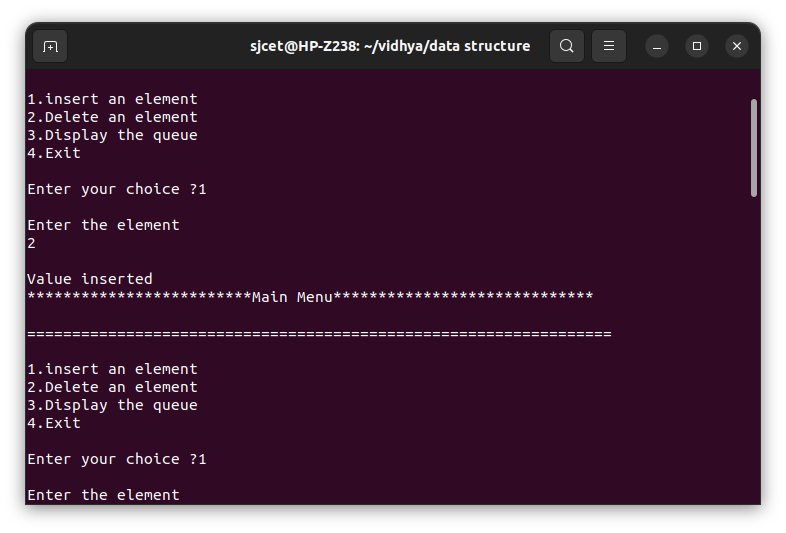 sjcet@HP-Z238: ~/vidhya/data structure
1.insert an element
2.Delete an element
3.Display the queue
4.Exit
Enter your choice ?1
Enter the element
2
Value inserted
*************************Main Menu*****************************
=================================================================
1.insert an element
2.Delete an element
3.Display the queue
4.Exit
Enter your choice ?1
Enter the element